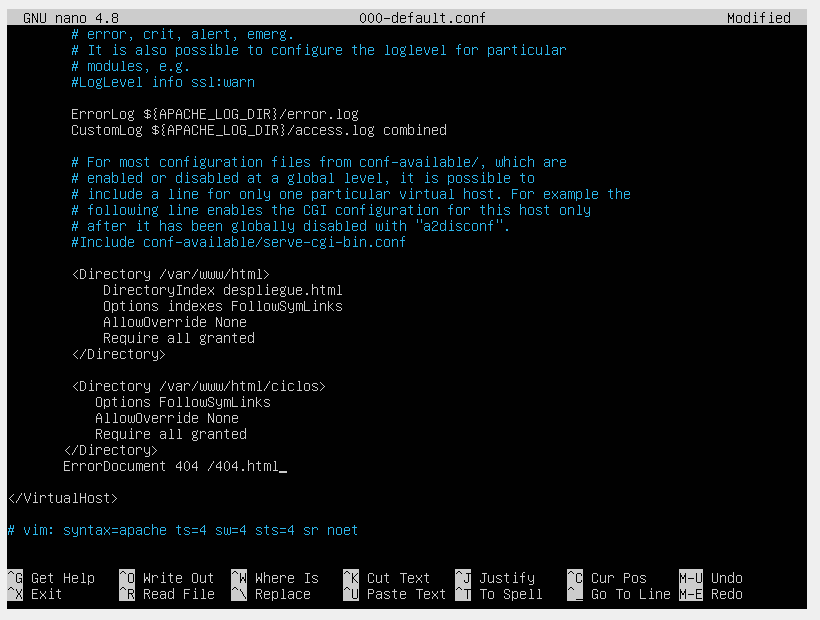 GNU nano 4.8 000-default.conf Modified
# error, crit, alert, emerg.
# It is also possible to configure the loglevel for particular
# modules, e.g.
#LogLevel info ssl:warn
ErrorLog ${APACHE_LOG_DIR}/error.log
CustomLog ${APACHE_LOG_DIR}/access.log combined
# For most configuration files from conf-available/, which are
# enabled or disabled at a global level, it is possible to
# include a line for only one particular virtual host. For example the
# following line enables the CGI configuration for this host only
# after it has been globally disabled with "a2disconf".
#Include conf-available/serve-cgi-bin.conf
<Directory /var/www/html>
DirectoryIndex despliegue.html
Options indexes FollowSymLinks
AllowOverride None
Require all granted
</Directory>
<Directory /var/www/html/ciclos>
Options FollowSymLinks
AllowOverride None
Require all granted
</Directory>
ErrorDocument 404 /404.html_
</VirtualHost>
# vim: syntax=apache ts=4 sw=4 sts=4 sr noet
^G Get Help ^O Write Out ^W Where Is ^K Cut Text ^J Justify ^C Cur Pos M-U Undo
^X Exit ^R Read File ^\ Replace ^U Paste Text ^T To Spell ^_ Go To Line M-E Redo